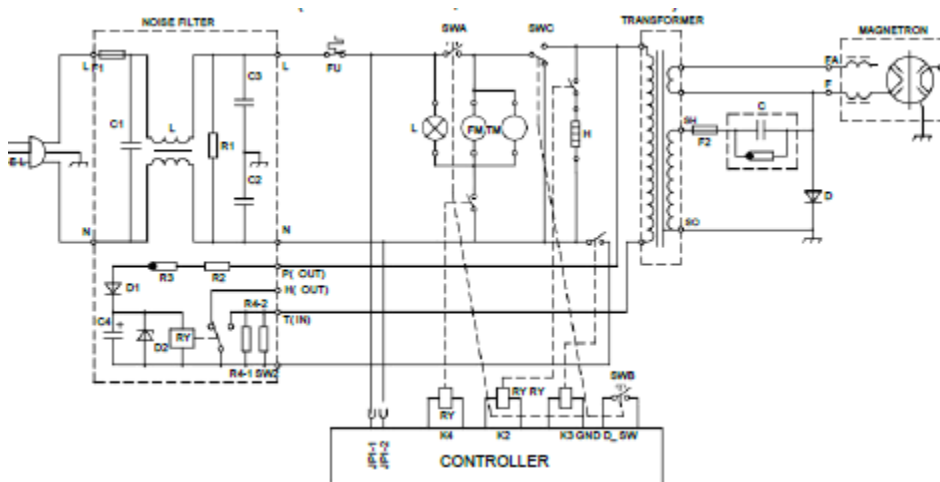 NOISE FILTER
SWA
SWC
TRANSFORMER
MAGNETRON
L
F1
L
FU
FA
F
C3
C1
L
R1
L
FM
TM
H
SH
F2
C
E L
C2
D
N
N
SO
P( OUT)
R3
R2
H( OUT)
D1
R4-2
T(IN)
C4
+
D2
RY
R4-1 SW2
SWB
RY
RY RY
K4
K2
K3 GND D_ SW
JP1-1
JP1-2
CONTROLLER